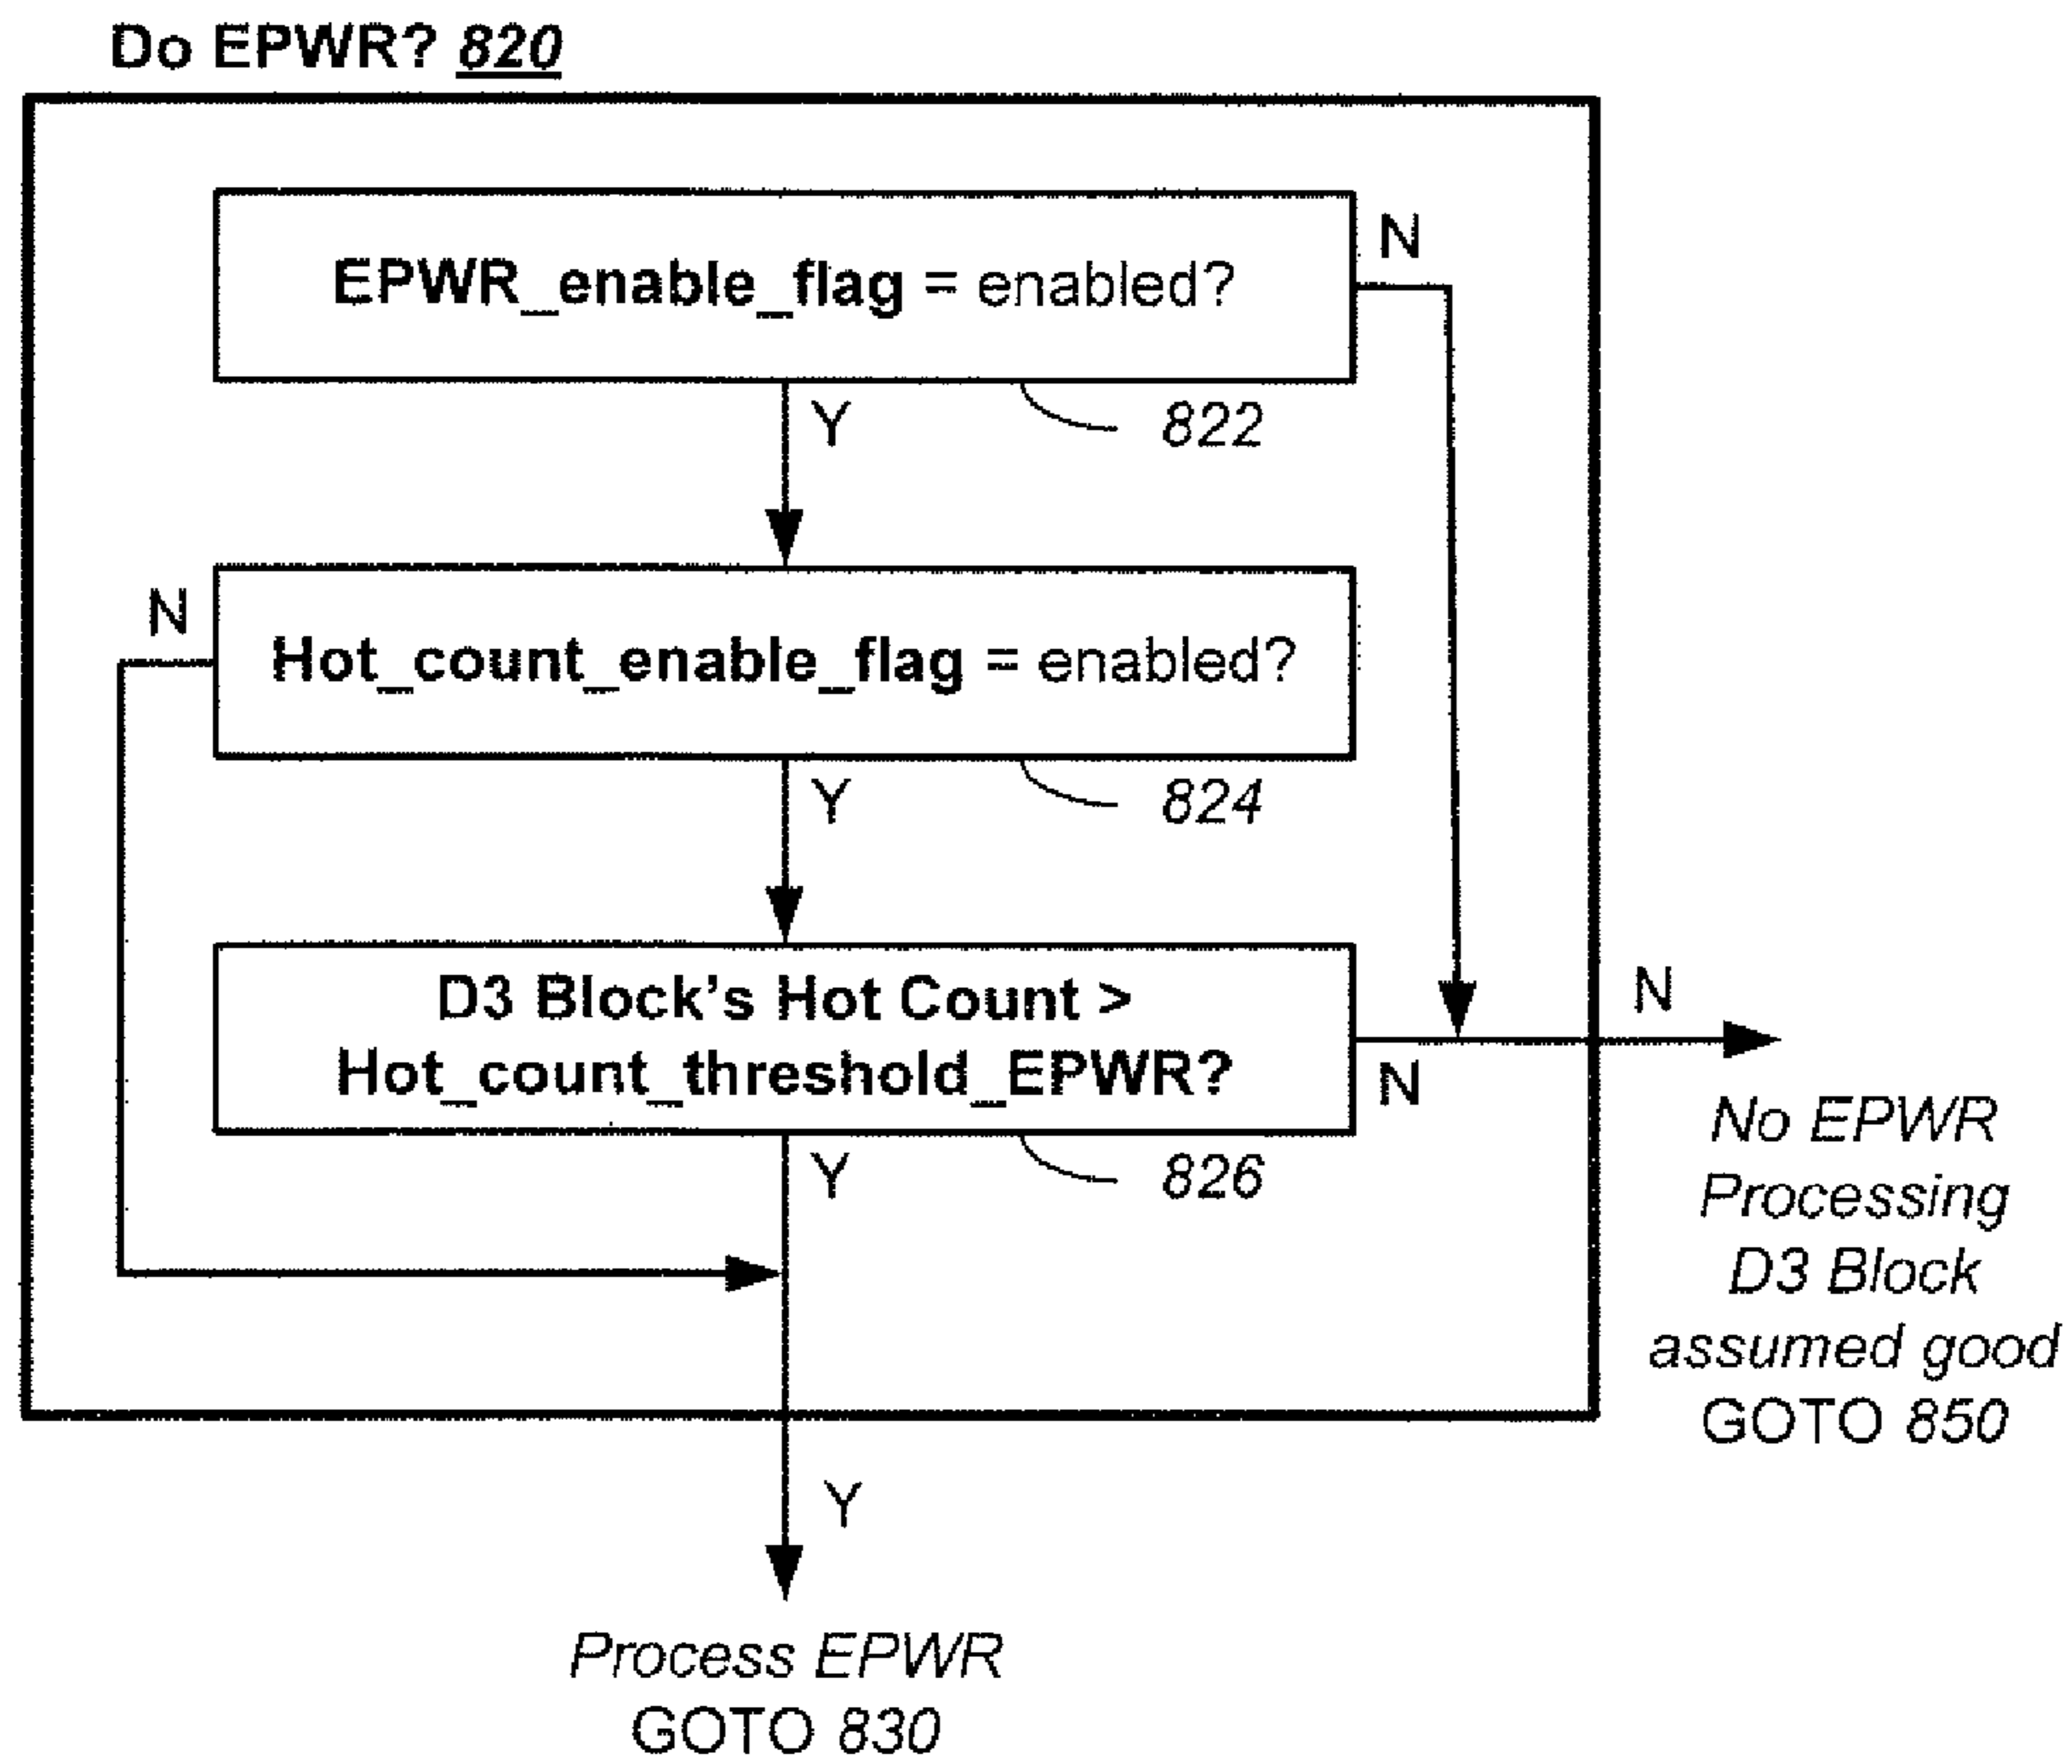 Do EPWR? 820
EPWR_enable_flag = enabled?
N
Y
822
N
Hot_count_enable_flag = enabled?
Y
824
D3 Block's Hot Count >
Hot_count_threshold_EPWR?
N
N
Y
826
No EPWR
Processing
D3 Block
assumed good
GOTO 850
Y
Process EPWR
GOTO 830